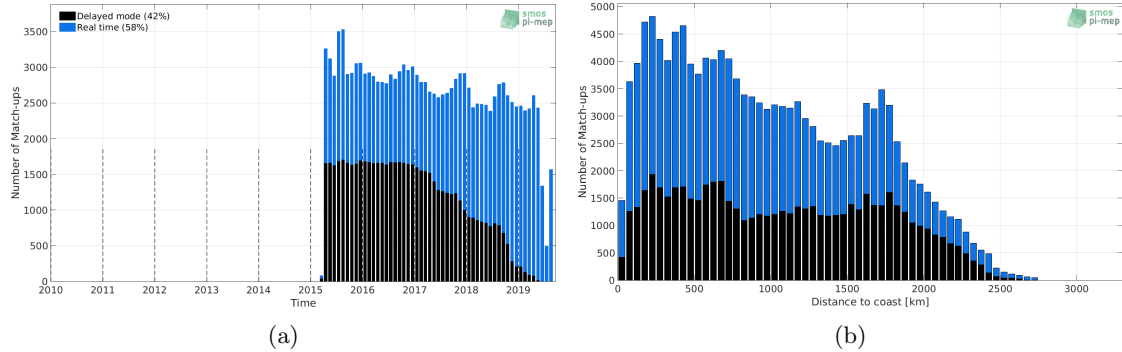 Delayed mode (42%)
Real time (58%)
smos
pi-mep
Number of Match-ups
3500
3000
2500
2000
1500
1000
500
0
2010 2011 2012 2013 2014 2015 2016 2017 2018 2019
Time
(a)
smos
pi-mep
Number of Match-ups
5000
4500
4000
3500
3000
2500
2000
1500
1000
500
0
0 500 1000 1500 2000 2500 3000
Distance to coast [km]
(b)